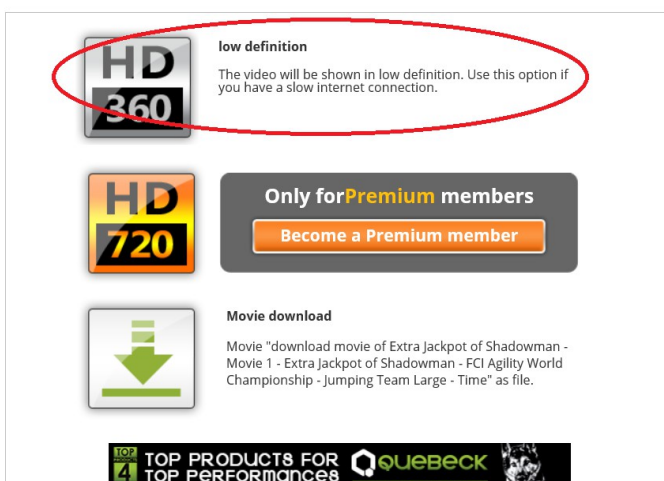 HD
360
low definition
The video will be shown in low definition. Use this option if
you have a slow internet connection.
HD
720
Only forPremium members
Become a Premium member
Movie download
Movie "download movie of Extra Jackpot of Shadowman -
Movie 1 - Extra Jackpot of Shadowman - FCI Agility World
Championship - Jumping Team Large - Time" as file.
TOP
4
TOP PRODUCTS FOR
TOP PERFORMANCES
QUEBECK